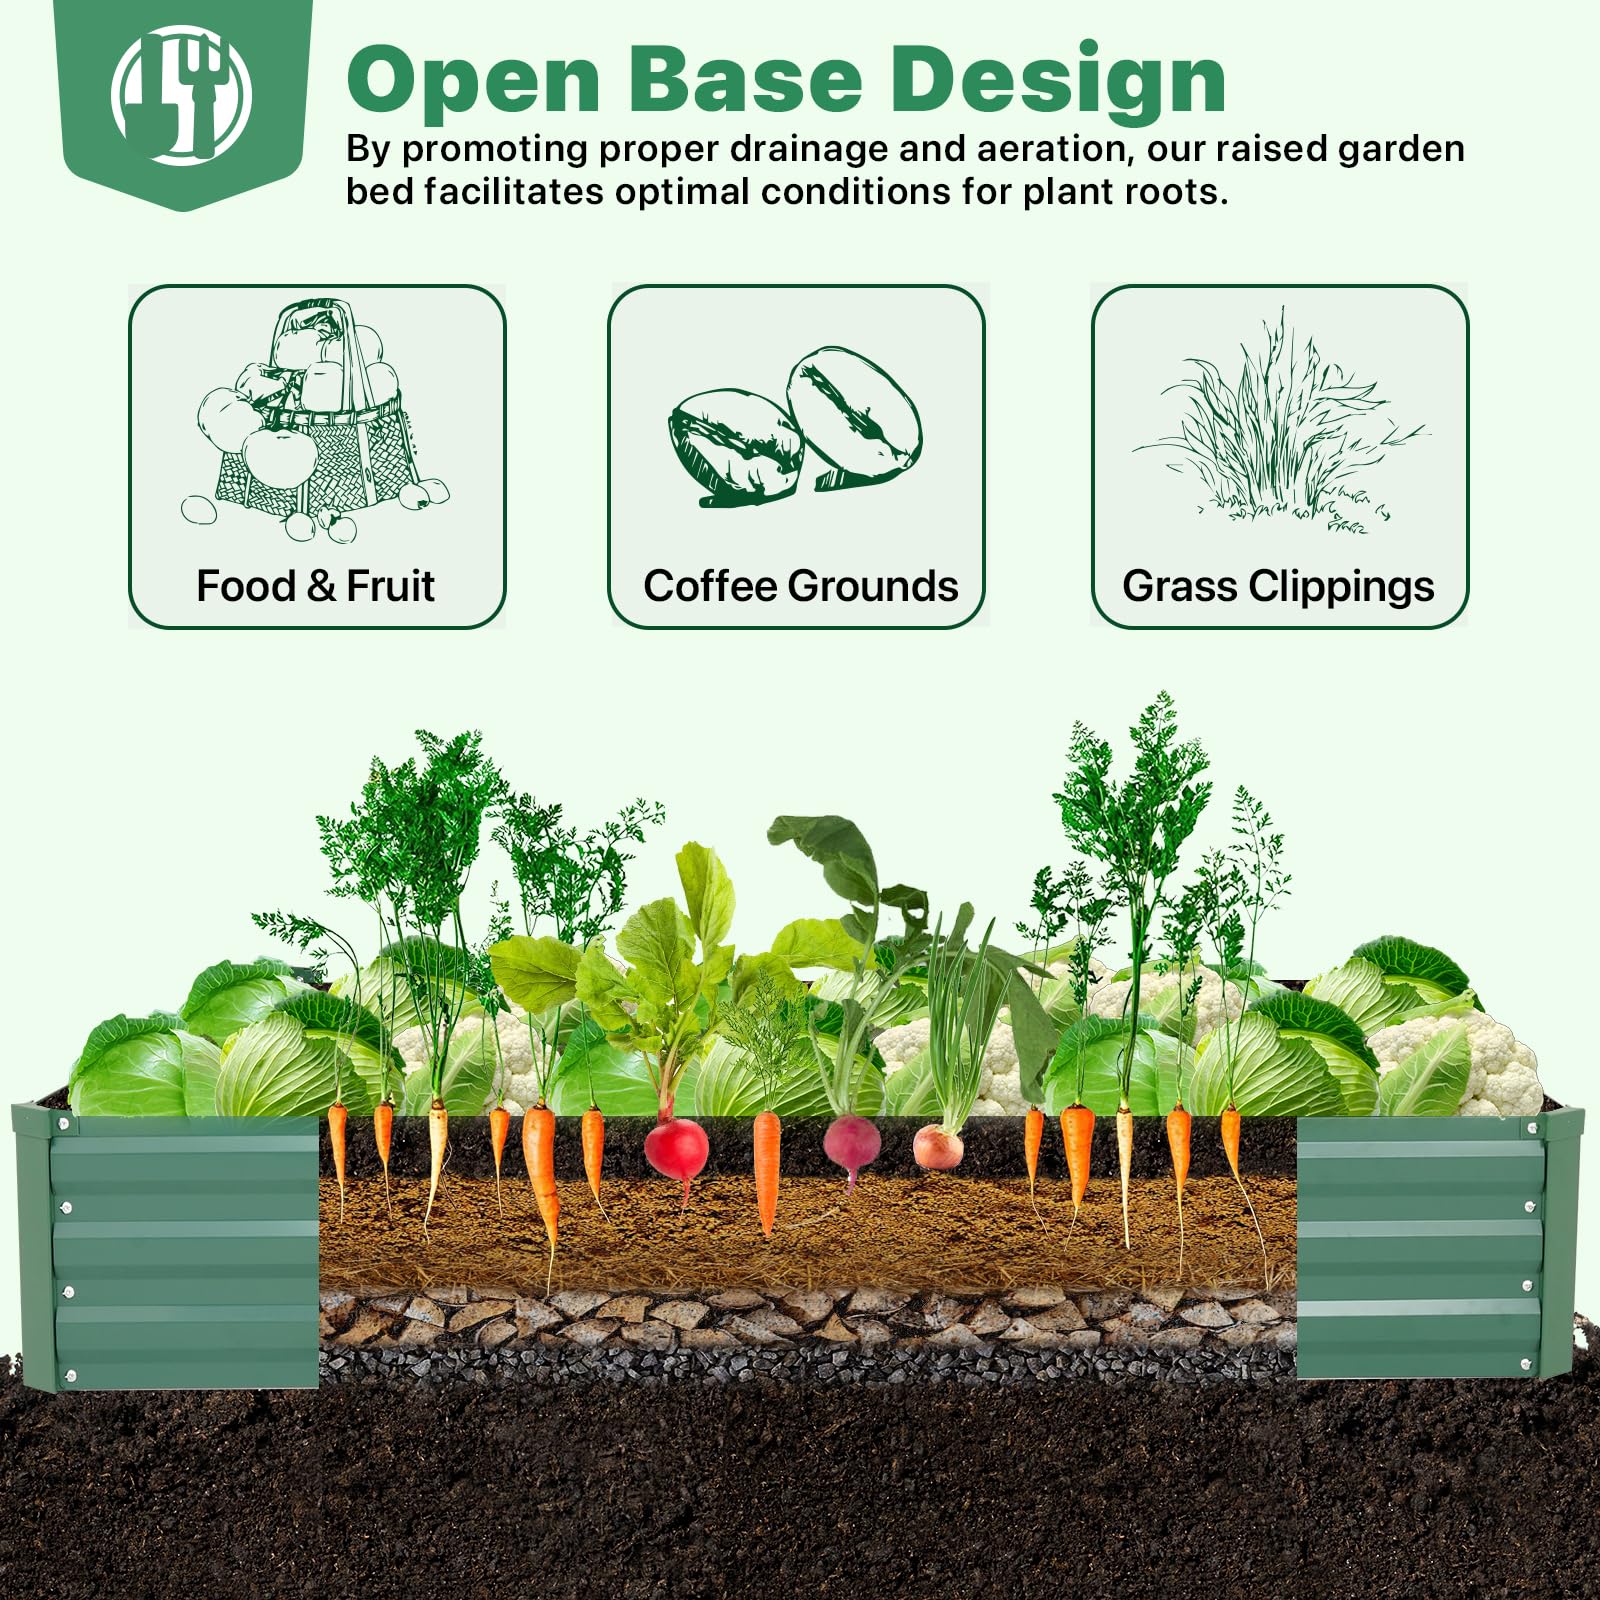 Open Base Design
By promoting proper drainage and aeration, our raised garden
bed facilitates optimal conditions for plant roots.
Food & Fruit
Coffee Grounds
Grass Clippings